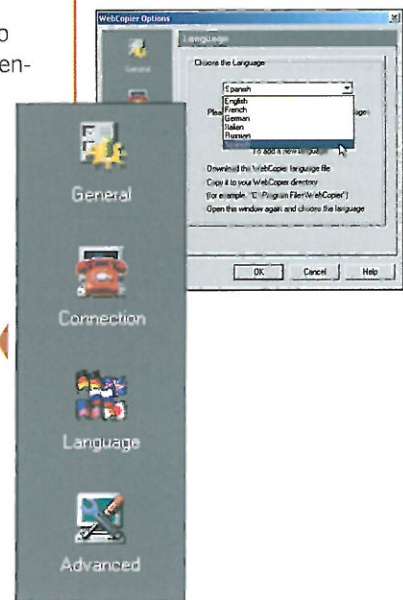 o
en-
WebCopier Options
Language
General
Choose the Language
Spanish
English
French
German
Italian
Russian
To add a new language
Download the WebCopier language file
Copy it to your WebCopier directory
(for example, "C:\Program Files\WebCopier")
Open this window again and choose the language
OK Cancel Help
General
Connection
Language
Advanced